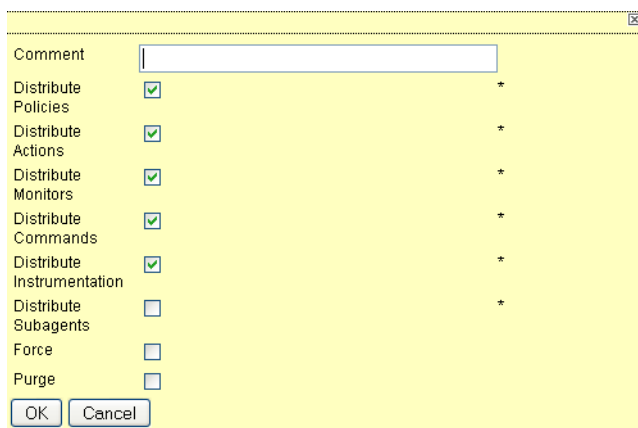 Comment
Distribute
Policies
*
Distribute
Actions
*
Distribute
Monitors
*
Distribute
Commands
*
Distribute
Instrumentation
*
Distribute
Subagents
*
Force
Purge
OK Cancel